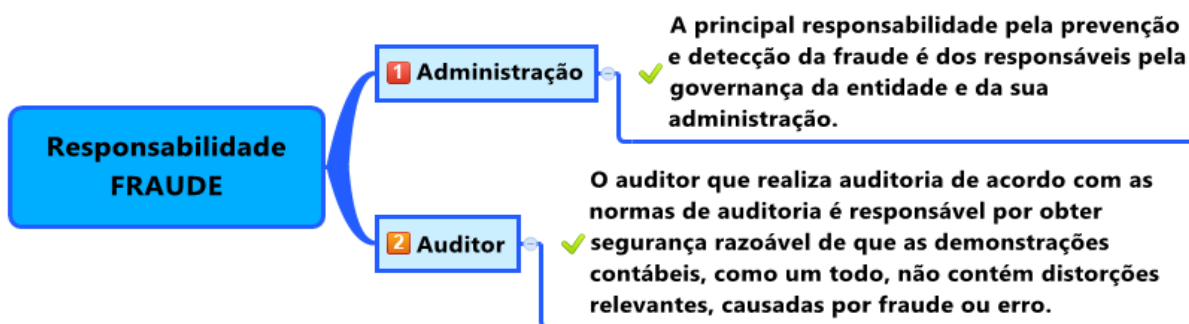 Responsabilidade
FRAUDE
1 Administração
A principal responsabilidade pela prevenção
e detecção da fraude é dos responsáveis pela
governança da entidade e da sua
administração.
2 Auditor
O auditor que realiza auditoria de acordo com as
normas de auditoria é responsável por obter
segurança razoável de que as demonstrações
contábeis, como um todo, não contém distorções
relevantes, causadas por fraude ou erro.